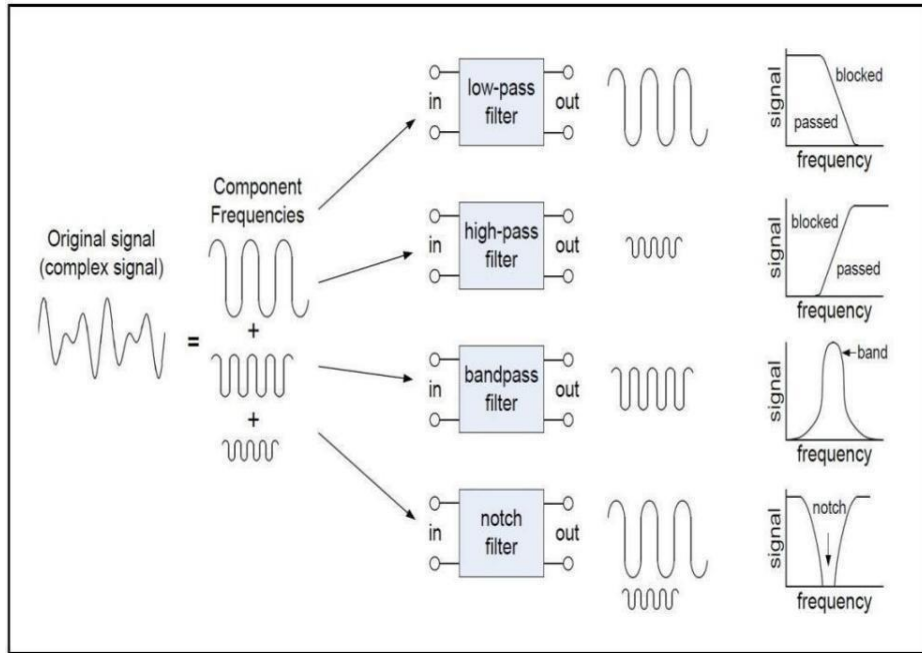 Original signal
(complex signal)
=
Component
Frequencies
+
+
in
low-pass
filter
out
signal
blocked
passed
frequency
in
high-pass
filter
out
signal
blocked
passed
frequency
in
bandpass
filter
out
signal
band
frequency
in
notch
filter
out
signal
notch
frequency